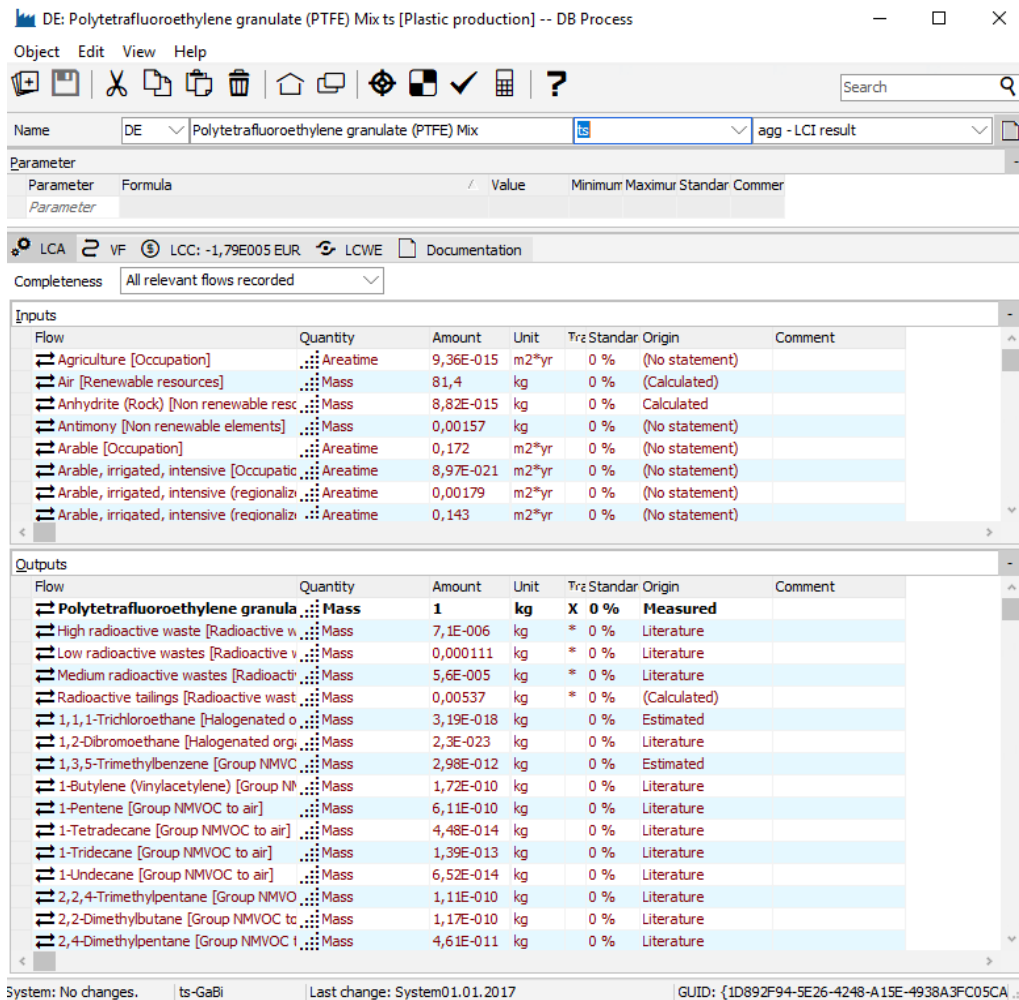 DE: Polytetrafluoroethylene granulate (PTFE) Mix ts [Plastic production] -- DB Process
Object Edit View Help
Search
Name DE Polytetrafluoroethylene granulate (PTFE) Mix ts agg - LCI result
Parameter
Parameter Formula Value Minimum Maximur Standar Commer
Parameter
LCA VF LCC: -1,79E005 EUR LCWE Documentation
Completeness All relevant flows recorded
Inputs
Flow Quantity Amount Unit Tra Standar Origin Comment
Agriculture [Occupation] Areatime 9,36E-015 m2*yr 0 % (No statement)
Air [Renewable resources] Mass 81,4 kg 0 % (Calculated)
Anhydrite (Rock) [Non renewable resc Mass 8,82E-015 kg 0 % Calculated
Antimony [Non renewable elements] Mass 0,00157 kg 0 % (No statement)
Arable [Occupation] Areatime 0,172 m2*yr 0 % (No statement)
Arable, irrigated, intensive [Occupatic Areatime 8,97E-021 m2*yr 0 % (No statement)
Arable, irrigated, intensive (regionalize Areatime 0,00179 m2*yr 0 % (No statement)
Arable, irrigated, intensive (regionalize Areatime 0,143 m2*yr 0 % (No statement)
Outputs
Flow Quantity Amount Unit Tra Standar Origin Comment
Polytetrafluoroethylene granula Mass 1 kg X 0 % Measured
High radioactive waste [Radioactive w Mass 7,1E-006 kg * 0 % Literature
Low radioactive wastes [Radioactive v Mass 0,000111 kg * 0 % Literature
Medium radioactive wastes [Radioacti Mass 5,6E-005 kg * 0 % Literature
Radioactive tailings [Radioactive wast Mass 0,00537 kg * 0 % (Calculated)
1,1,1-Trichloroethane [Halogenated o Mass 3,19E-018 kg 0 % Estimated
1,2-Dibromoethane [Halogenated orga Mass 2,3E-023 kg 0 % Literature
1,3,5-Trimethylbenzene [Group NMVC Mass 2,98E-012 kg 0 % Estimated
1-Butylene (Vinylacetylene) [Group NM Mass 1,72E-010 kg 0 % Literature
1-Pentene [Group NMVOC to air] Mass 6,11E-010 kg 0 % Literature
1-Tetradecane [Group NMVOC to air] Mass 4,48E-014 kg 0 % Literature
1-Tridecane [Group NMVOC to air] Mass 1,39E-013 kg 0 % Literature
1-Undecane [Group NMVOC to air] Mass 6,52E-014 kg 0 % Literature
2,2,4-Trimethylpentane [Group NMVO Mass 1,11E-010 kg 0 % Literature
2,2-Dimethylbutane [Group NMVOC to Mass 1,17E-010 kg 0 % Literature
2,4-Dimethylpentane [Group NMVOC t Mass 4,61E-011 kg 0 % Literature
System: No changes. ts-GaBi Last change: System01.01.2017 GUID: {1D892F94-5E26-4248-A15E-4938A3FC05CA